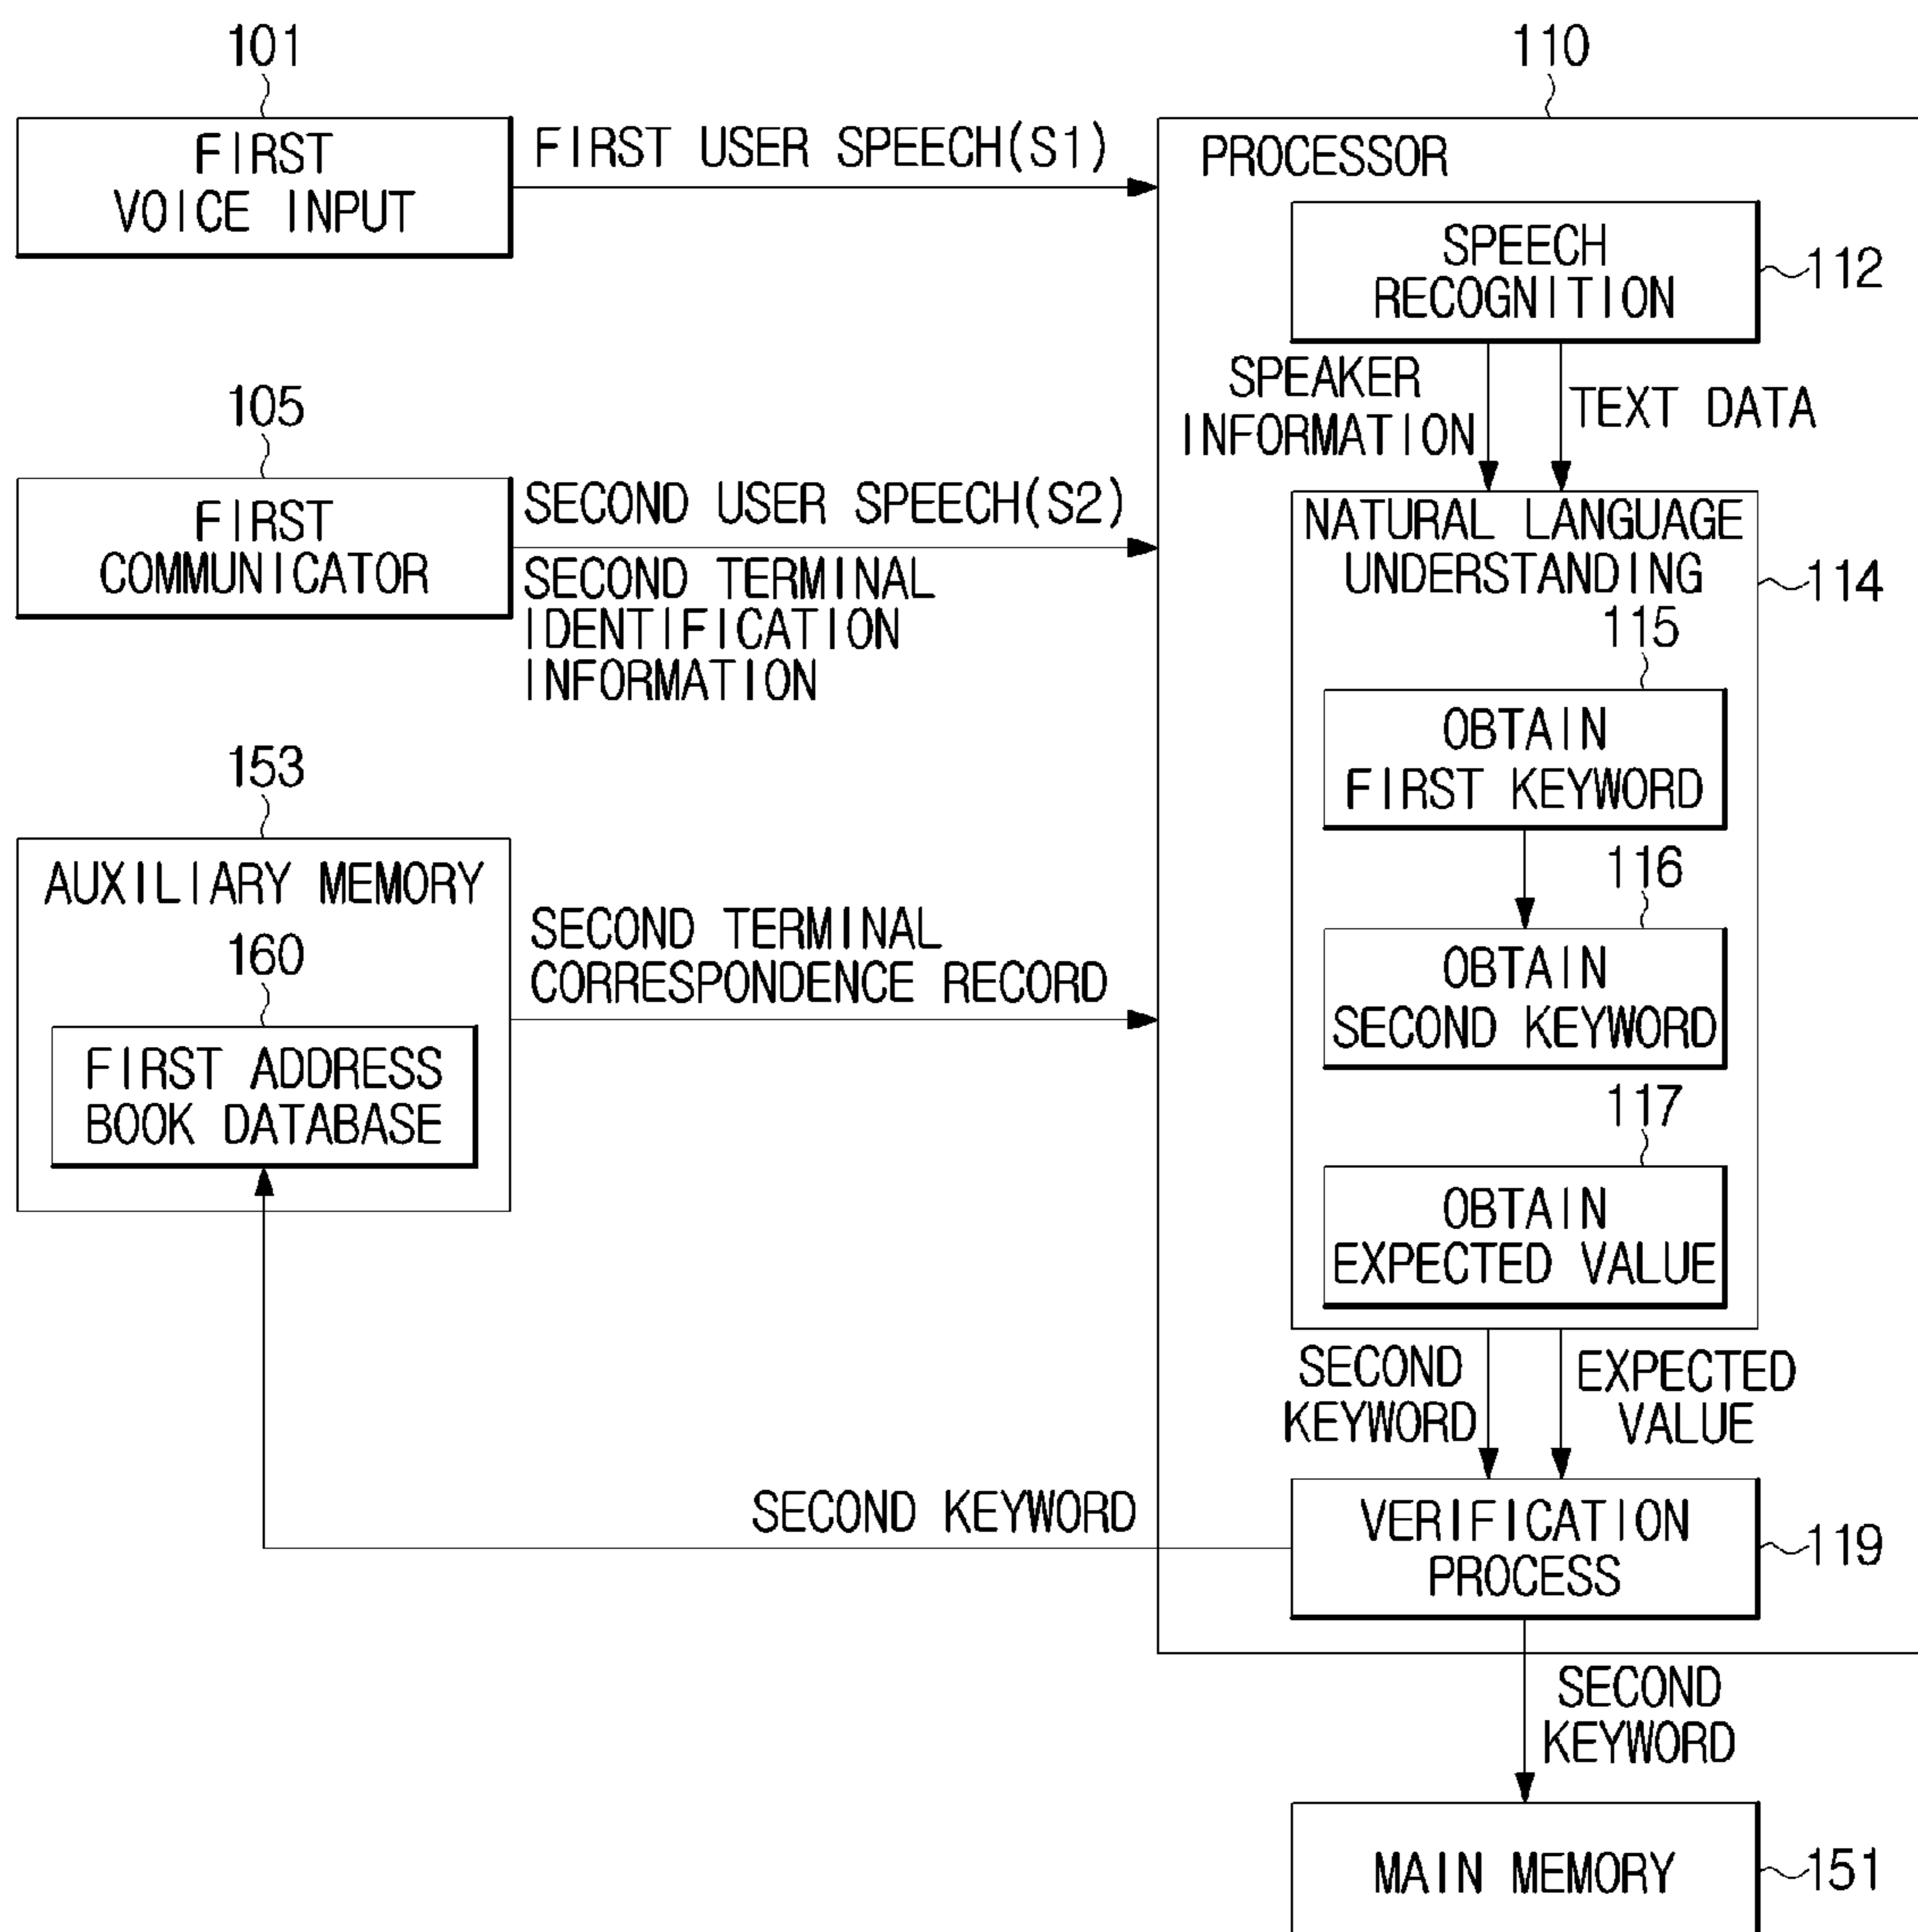 101
FIRST
VOICE INPUT
FIRST USER SPEECH(S1)
110
PROCESSOR
SPEECH
RECOGNITION
112
SPEAKER
INFORMATION
TEXT DATA
105
FIRST
COMMUNICATOR
SECOND USER SPEECH(S2)
SECOND TERMINAL
IDENTIFICATION
INFORMATION
NATURAL LANGUAGE
UNDERSTANDING
114
115
OBTAIN
FIRST KEYWORD
116
OBTAIN
SECOND KEYWORD
117
OBTAIN
EXPECTED VALUE
153
AUXILIARY MEMORY
160
FIRST ADDRESS
BOOK DATABASE
SECOND TERMINAL
CORRESPONDENCE RECORD
SECOND
KEYWORD
EXPECTED
VALUE
SECOND KEYWORD
VERIFICATION
PROCESS
119
SECOND
KEYWORD
MAIN MEMORY
151